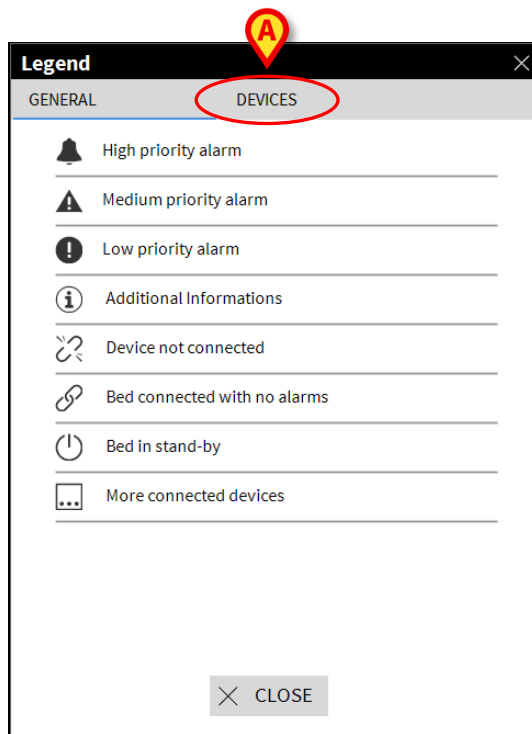 A
Legend
GENERAL DEVICES
High priority alarm
Medium priority alarm
Low priority alarm
Additional Informations
Device not connected
Bed connected with no alarms
Bed in stand-by
More connected devices
CLOSE